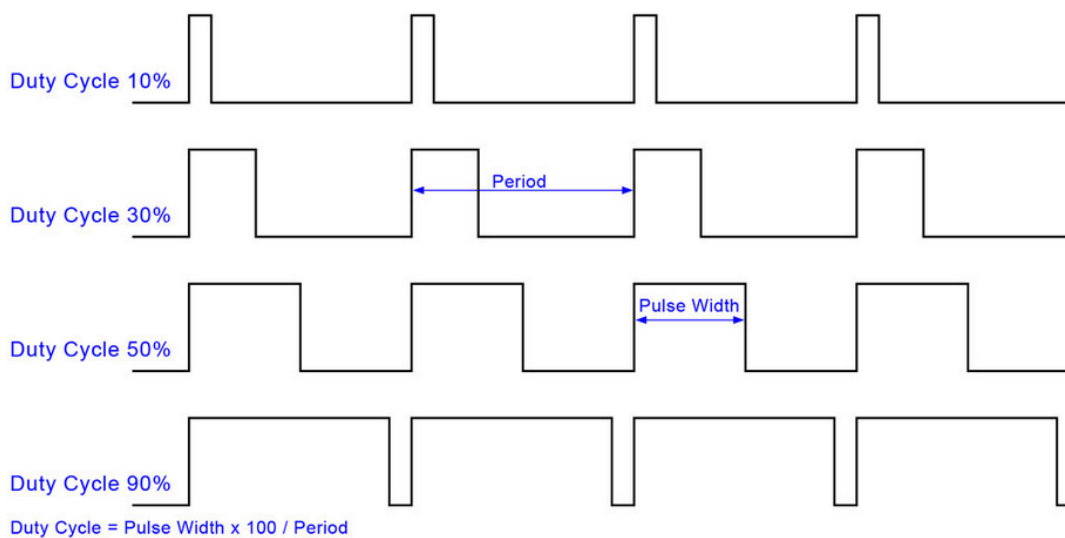 Duty Cycle 10%
Duty Cycle 30%
Period
Duty Cycle 50%
Pulse Width
Duty Cycle 90%
Duty Cycle = Pulse Width x 100 / Period